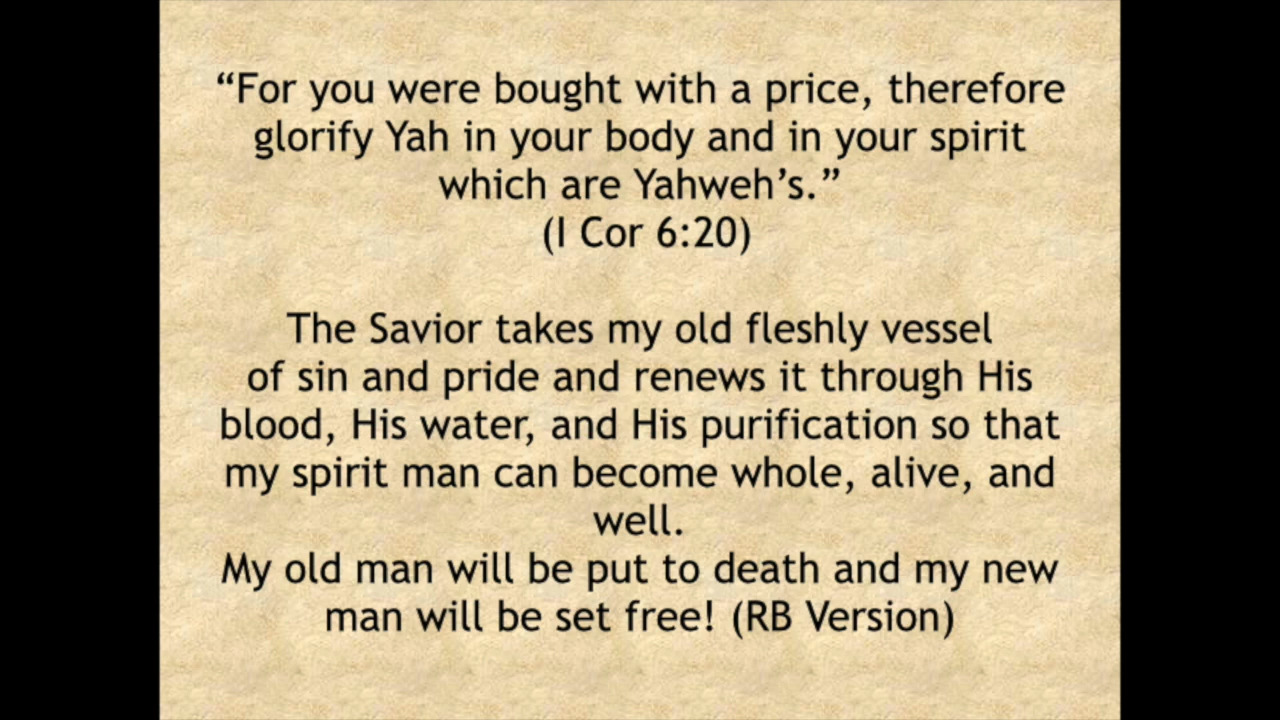 “For you were bought with a price, therefore
glorify Yah in your body and in your spirit
which are Yahweh’s.”
(I Cor 6:20)
The Savior takes my old fleshly vessel
of sin and pride and renews it through His
blood, His water, and His purification so that
my spirit man can become whole, alive, and
well.
My old man will be put to death and my new
man will be set free! (RB Version)